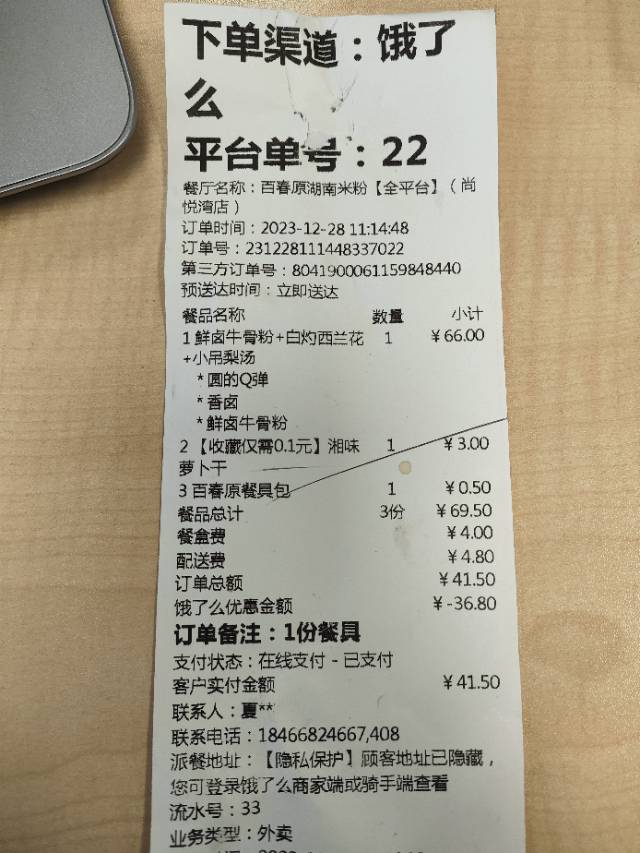 下单渠道：饿了
么
平台单号：22
餐厅名称：百春原湖南米粉【全平台】（尚
悦湾店）
订单时间：2023-12-28 11:14:48
订单号：231228111448337022
第三方订单号：8041900061159848440
预送达时间：立即送达
餐品名称 数量 小计
1 鲜卤牛骨粉+白灼西兰花 1 ￥66.00
+小吊梨汤
*圆的Q弹
*香卤
*鲜卤牛骨粉
2 【收藏仅需0.1元】湘味 1 ￥3.00
萝卜干
3 百春原餐具包 1 ￥0.50
餐品总计 3份 ￥69.50
餐盒费 ￥4.00
配送费 ￥4.80
订单总额 ￥41.50
饿了么优惠金额 ￥-36.80
订单备注：1份餐具
支付状态：在线支付 - 已支付
客户实付金额 ￥41.50
联系人：夏**
联系电话：18466824667,408
派餐地址：【隐私保护】顾客地址已隐藏，
您可登录饿了么商家端或骑手端查看
流水号：33
业务类型：外卖